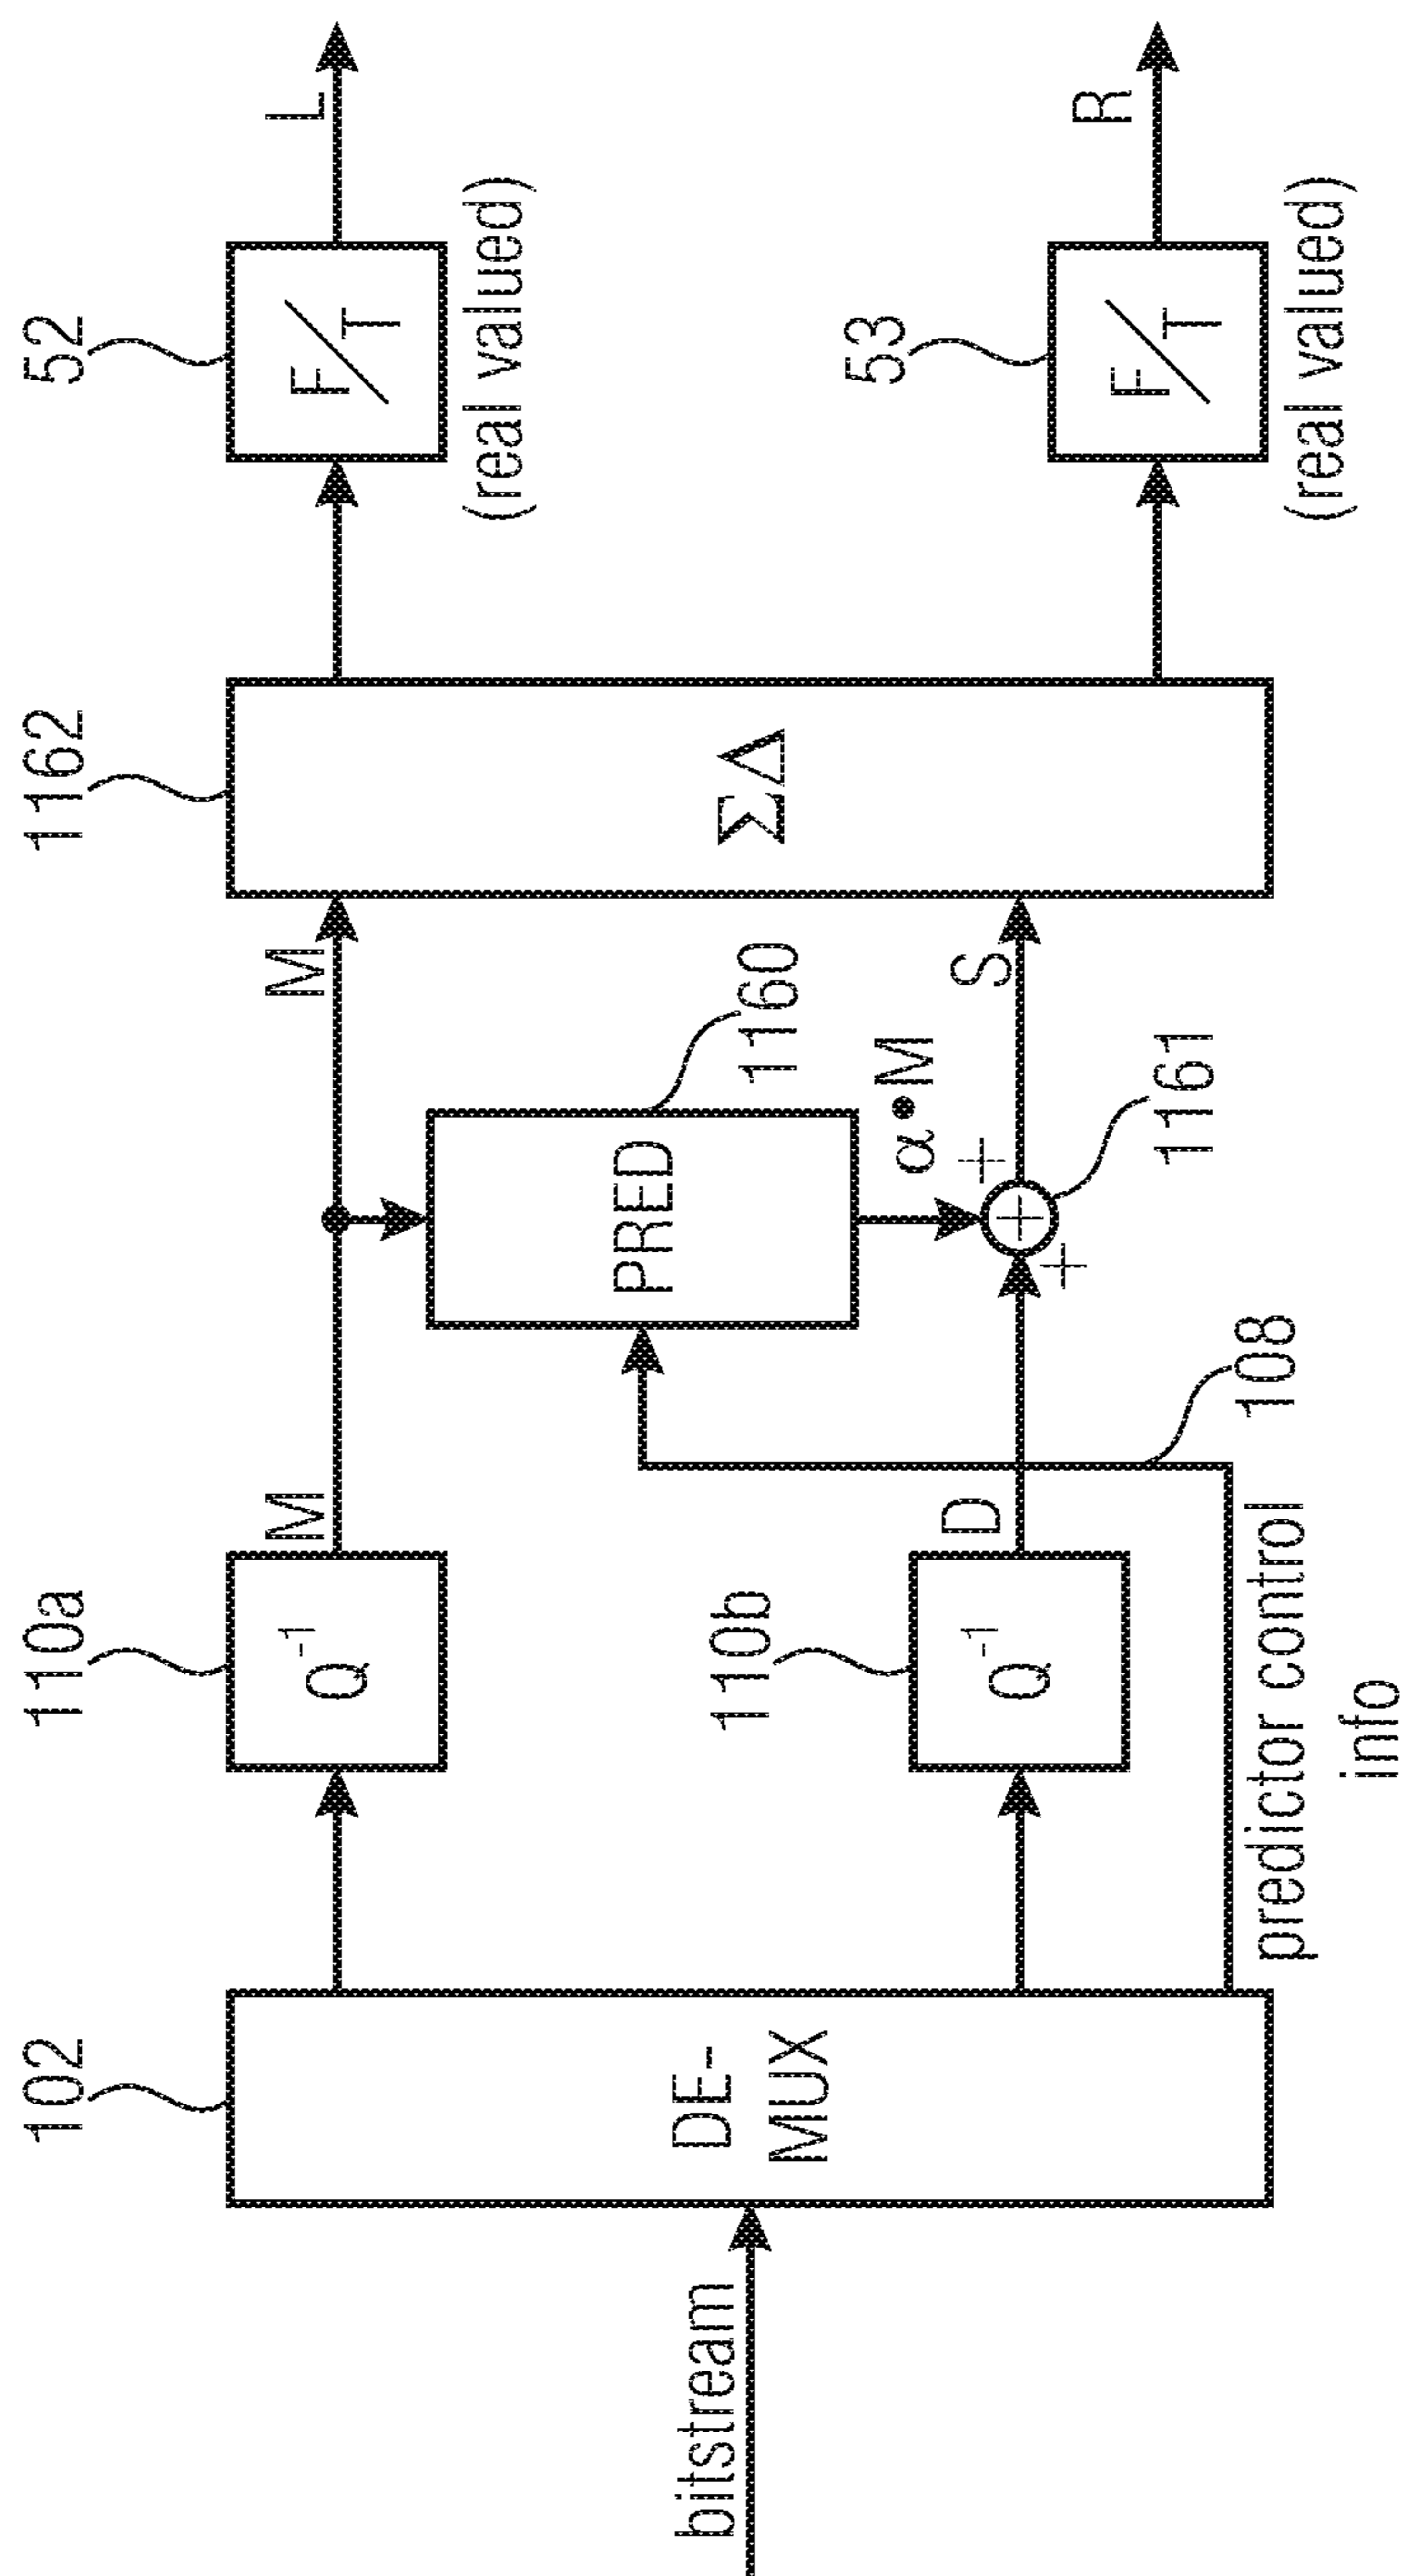 bitstream
102
DE-
MUX
110a
Q⁻¹
M
110b
Q⁻¹
D
predictor control
info
108
PRED
1160
α•M
+
+
+
1161
M
S
1162
ΣΔ
52
F/T
(real valued)
L
53
F/T
(real valued)
R